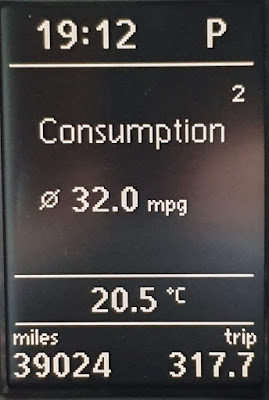 19:12 P
2
Consumption
ø 32.0 mpg
20.5 °C
miles trip
39024 317.7